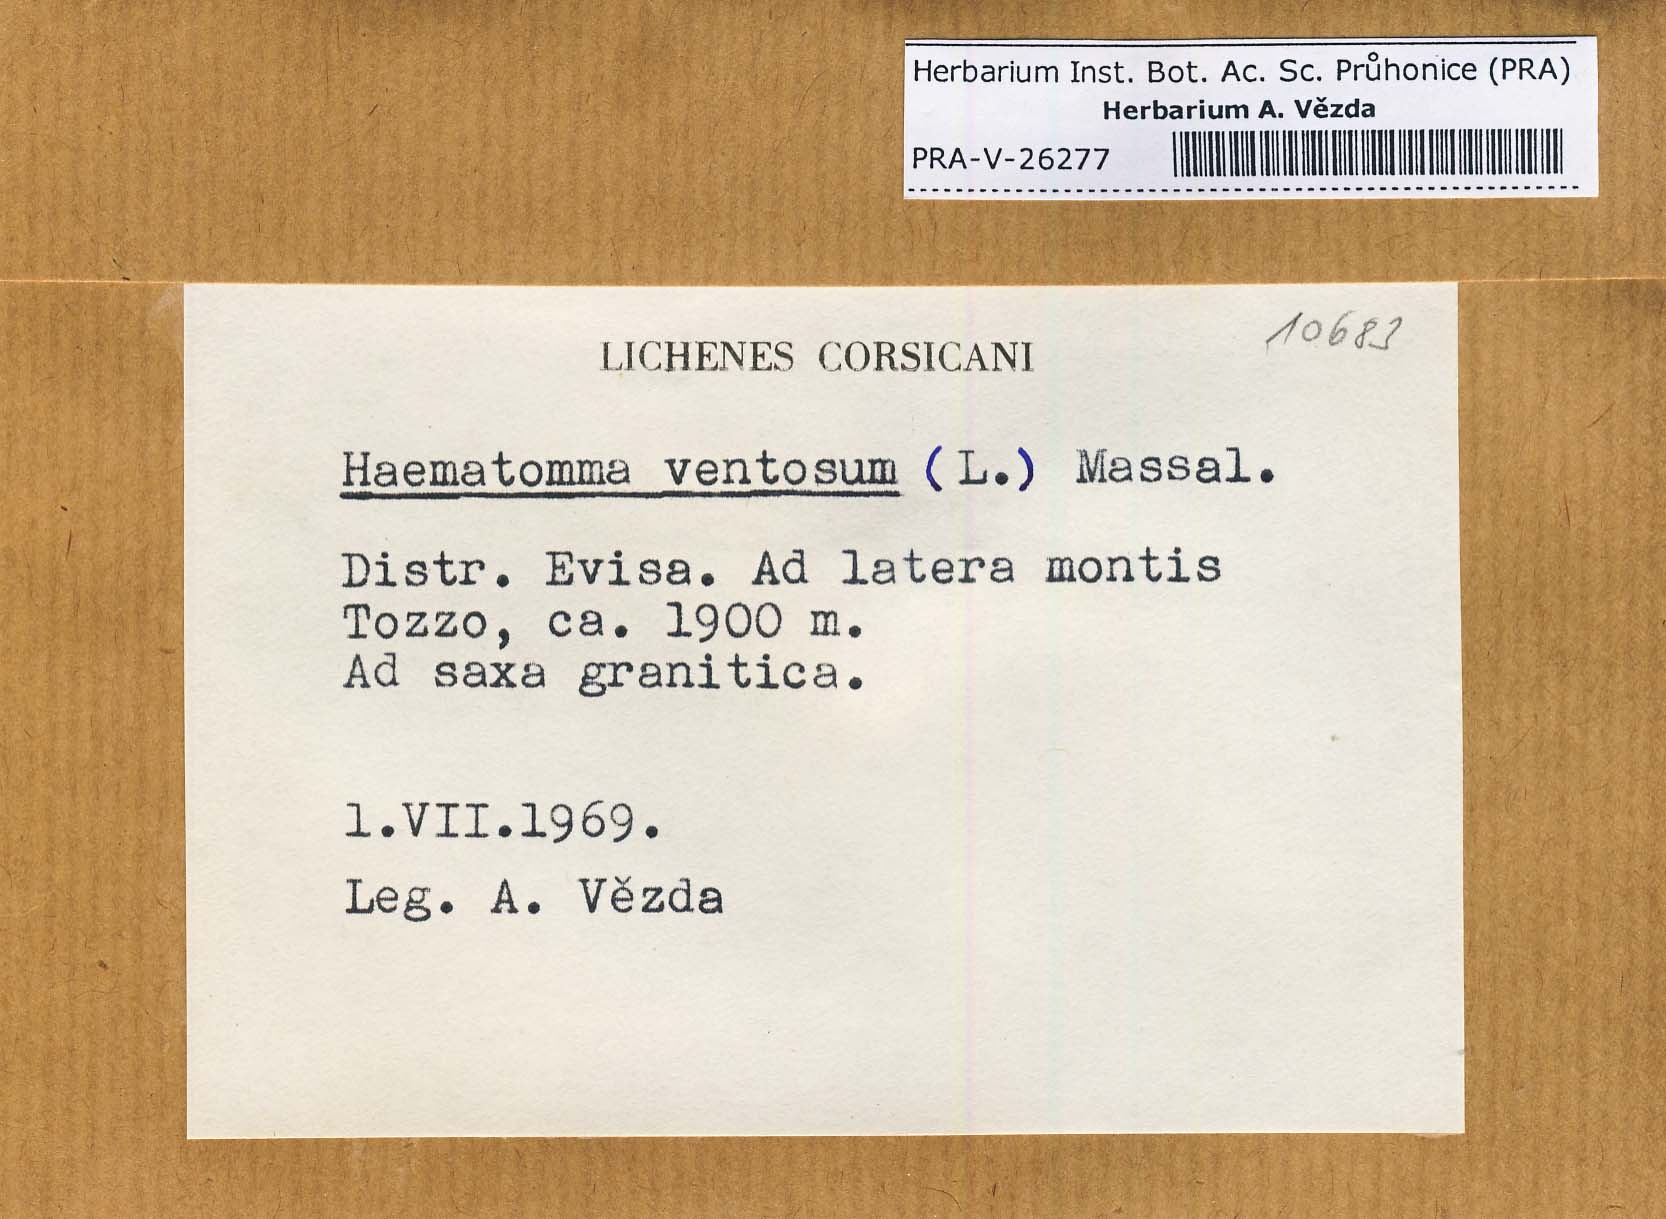 Herbarium Inst. Bot. Ac. Sc. Průhonice (PRA)
Herbarium A. Vězda
PRA-V-26277
10683
LICHENES CORSICANI
Haematomma ventosum (L.) Massal.
Distr. Evisa. Ad latera montis
Tozzo, ca. 1900 m.
Ad saxa granitica.
1.VII.1969.
Leg. A. Vězda